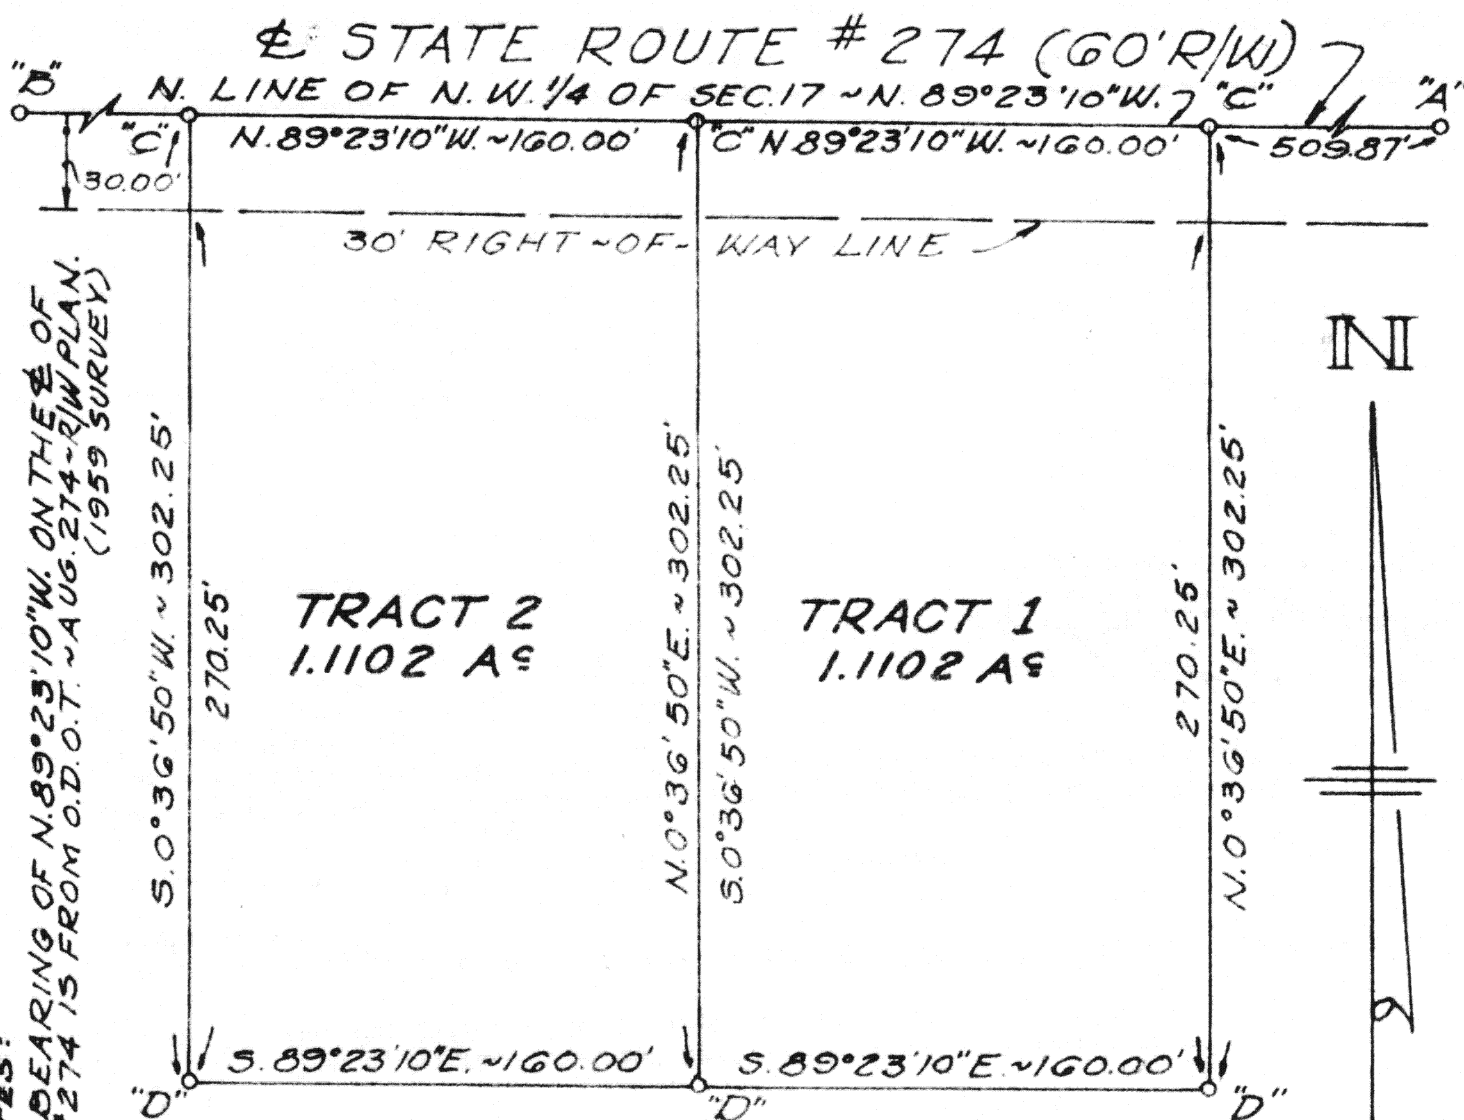 ℄ STATE ROUTE # 274 (60' R/W)
"B"
N. LINE OF N.W. 1/4 OF SEC. 17 ~ N. 89°23'10"W.
"C"
"A"
"C"
N. 89°23'10"W. ~ 160.00'
"C"
N 89°23'10"W. ~ 160.00'
509.87'
30.00'
30' RIGHT ~ OF - WAY LINE
N
BEARING OF N. 89°23'10"W. ON THE ℄ OF
274 IS FROM O.D.O.T. ~ AUG. 274 ~ R/W PLAN.
(1959 SURVEY)
S. 0°36'50"W. ~ 302.25'
270.25'
TRACT 2
1.1102 Ac
N. 0°36'50"E. ~ 302.25'
S. 0°36'50"W. ~ 302.25'
TRACT 1
1.1102 Ac
270.25'
N. 0°36'50"E. ~ 302.25'
S. 89°23'10"E. ~ 160.00'
S. 89°23'10"E. ~ 160.00'
"D"
"D"
"D"